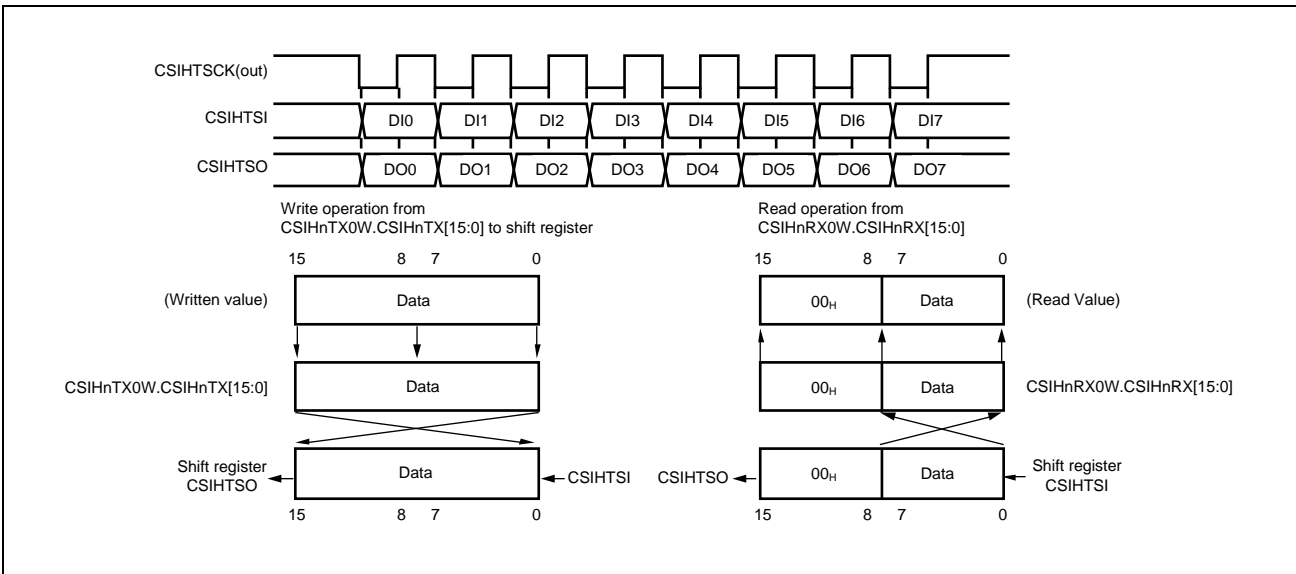 CSIHTSCK(out)
CSIHTSI DI0 DI1 DI2 DI3 DI4 DI5 DI6 DI7
CSIHTSO DO0 DO1 DO2 DO3 DO4 DO5 DO6 DO7
Write operation from
CSIHnTX0W.CSIHnTX[15:0] to shift register
15 8 7 0
(Written value) Data
CSIHnTX0W.CSIHnTX[15:0] Data
Shift register
CSIHTSO
Data
CSIHTSI
15 8 7 0
Read operation from
CSIHnRX0W.CSIHnRX[15:0]
15 8 7 0
00H Data (Read Value)
00H Data CSIHnRX0W.CSIHnRX[15:0]
CSIHTSO 00H Data
Shift register
CSIHTSI
15 8 7 0